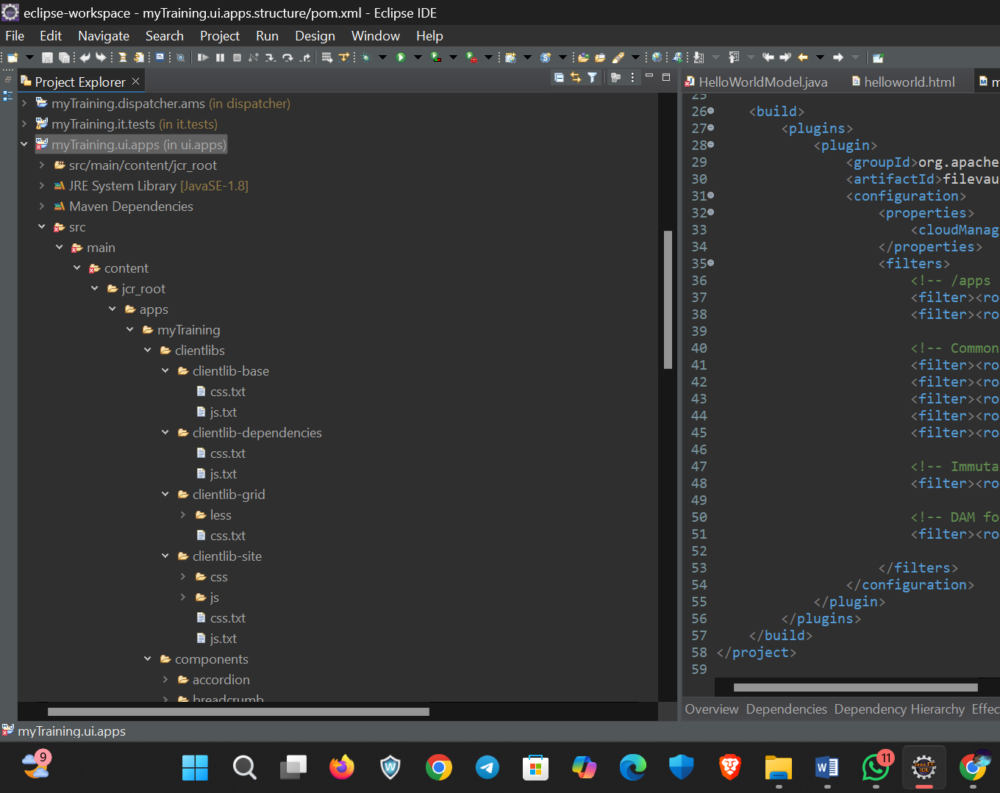 eclipse-workspace - myTraining.ui.apps.structure/pom.xml - Eclipse IDE
File Edit Navigate Search Project Run Design Window Help
Project Explorer
myTraining.dispatcher.ams (in dispatcher)
myTraining.it.tests (in it.tests)
myTraining.ui.apps (in ui.apps)
src/main/content/jcr_root
JRE System Library [JavaSE-1.8]
Maven Dependencies
src
main
content
jcr_root
apps
myTraining
clientlibs
clientlib-base
css.txt
js.txt
clientlib-dependencies
css.txt
js.txt
clientlib-grid
less
css.txt
clientlib-site
css
js
css.txt
js.txt
components
accordion
breadcrumb
HelloWorldModel.java helloworld.html m
25
26 <build>
27 <plugins>
28 <plugin>
29 <groupId>org.apache
30 <artifactId>filevau
31 <configuration>
32 <properties>
33 <cloudManag
34 </properties>
35 <filters>
36 <!-- /apps
37 <filter><ro
38 <filter><ro
39
40 <!-- Common
41 <filter><ro
42 <filter><ro
43 <filter><ro
44 <filter><ro
45 <filter><ro
46
47 <!-- Immuta
48 <filter><ro
49
50 <!-- DAM fo
51 <filter><ro
52
53 </filters>
54 </configuration>
55 </plugin>
56 </plugins>
57 </build>
58 </project>
59
Overview Dependencies Dependency Hierarchy Effec
myTraining.ui.apps
9
11